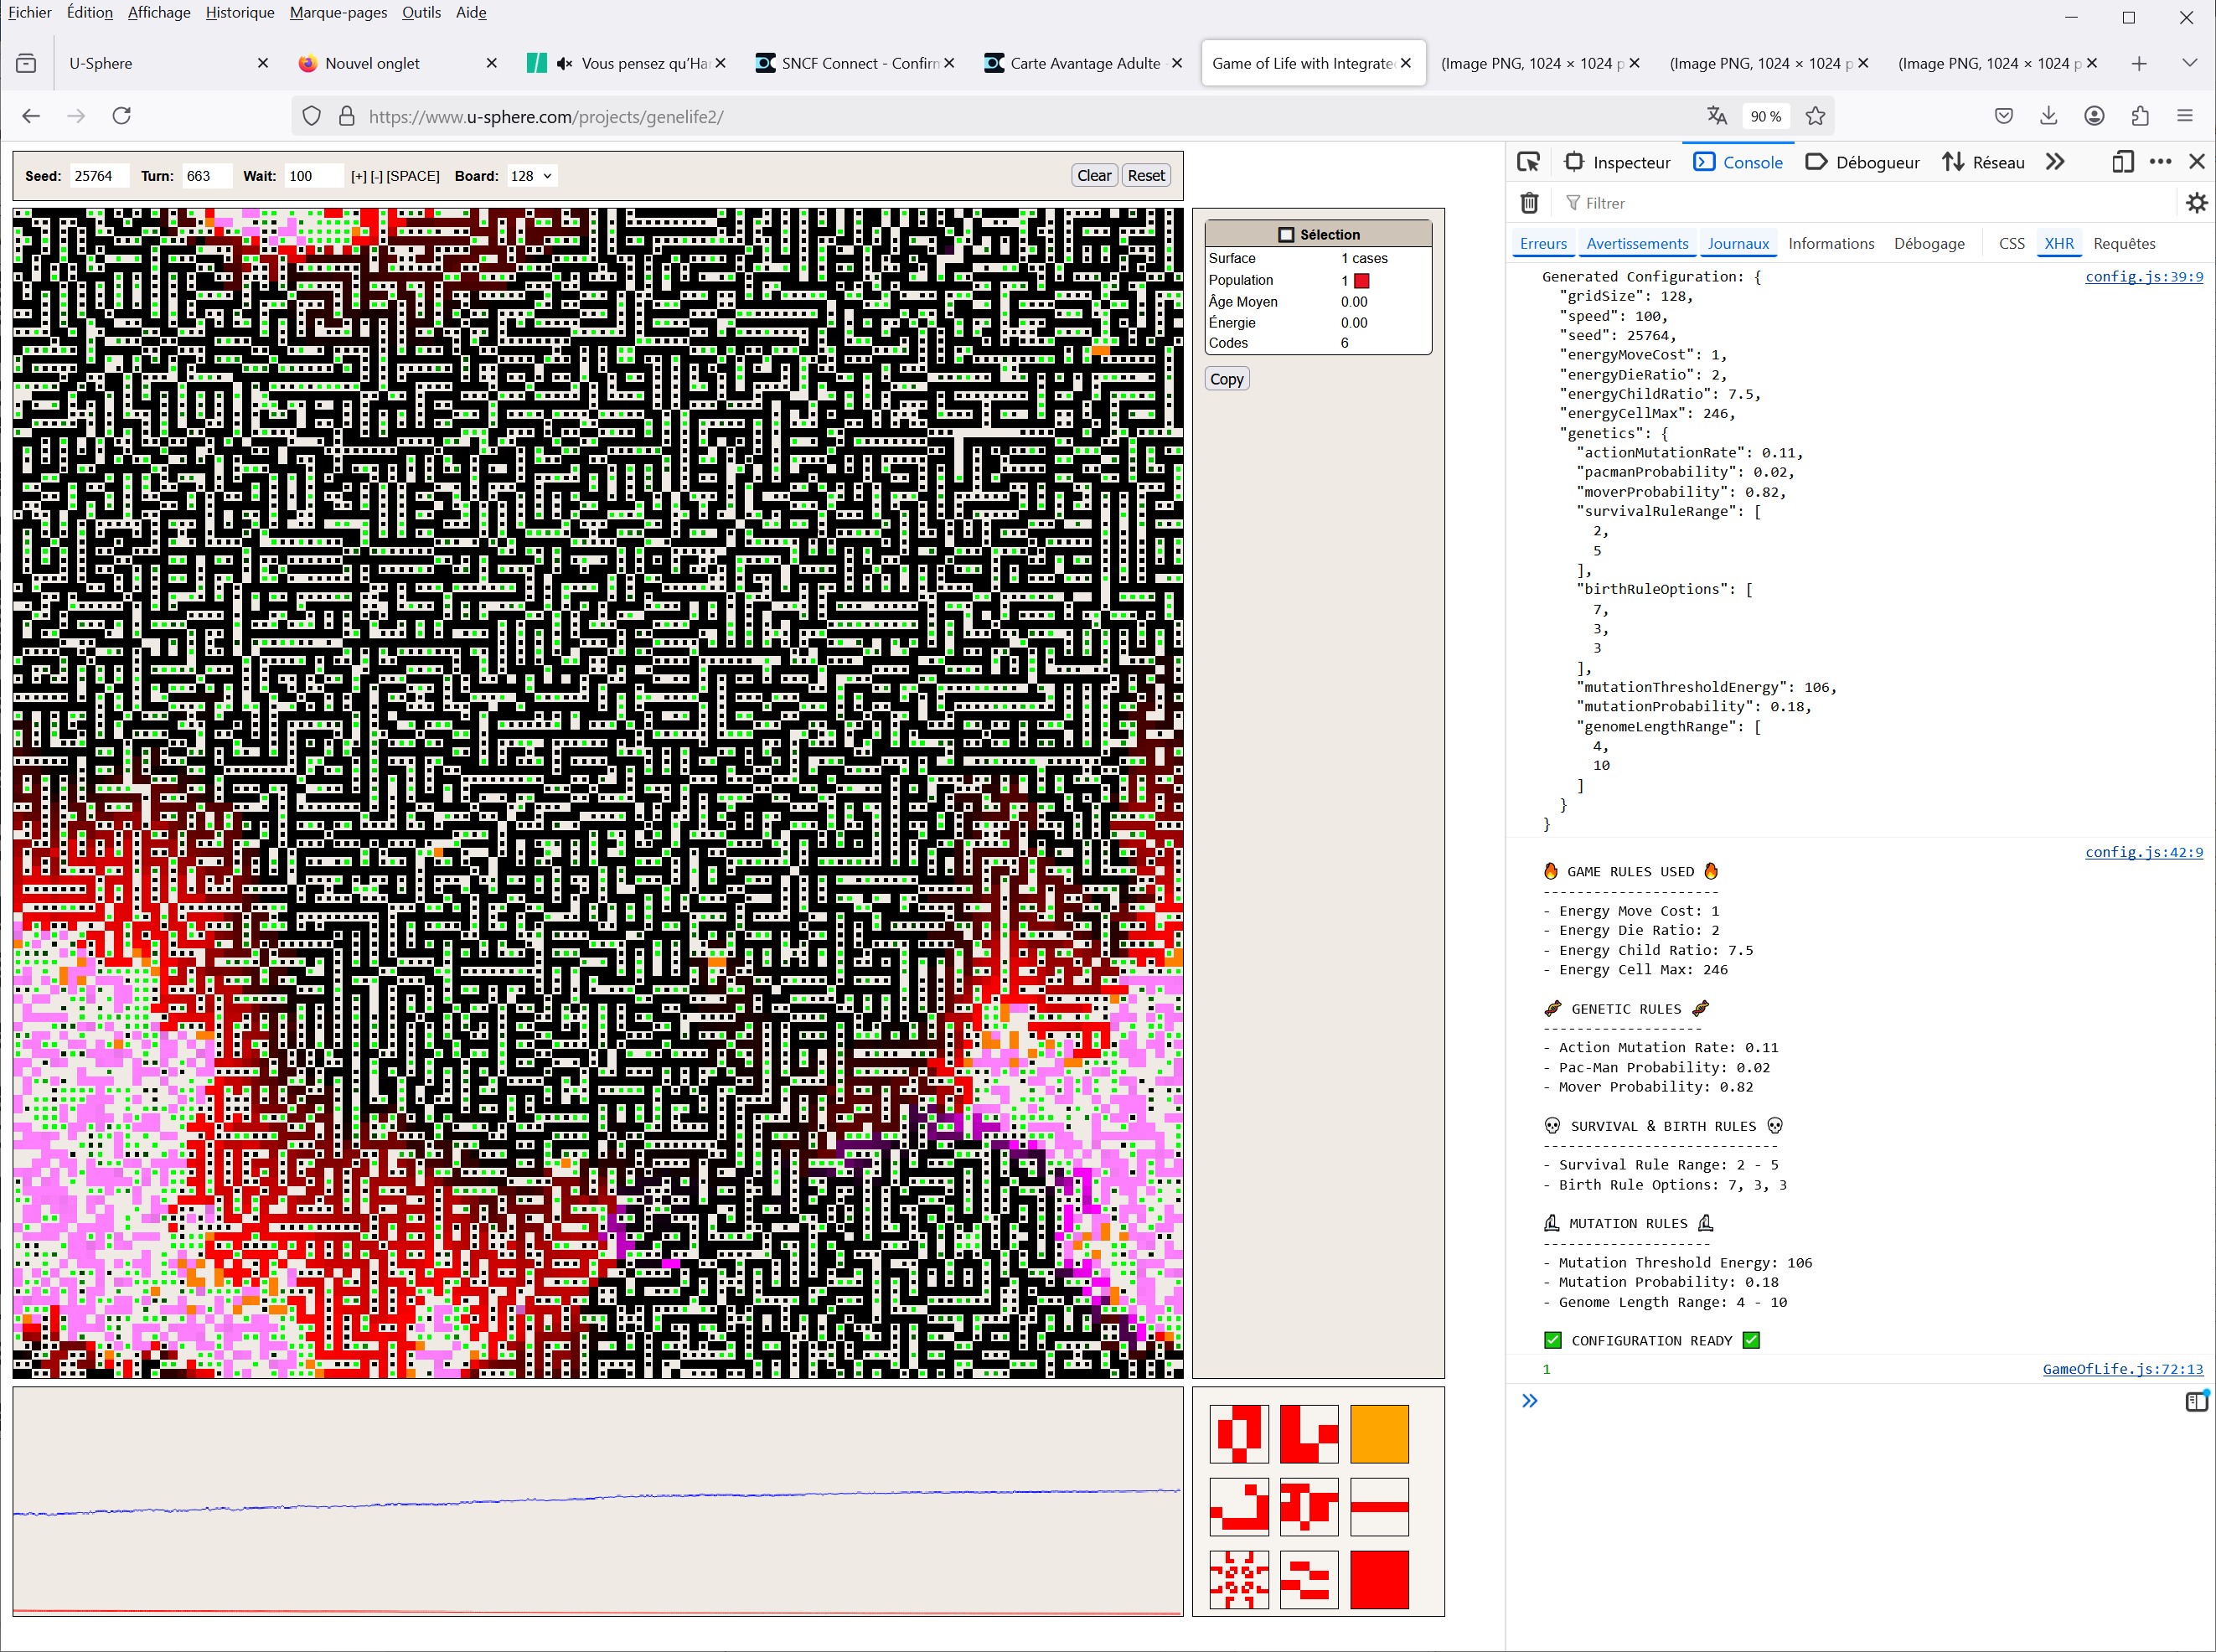 Fichier Édition Affichage Historique Marque-pages Outils Aide
U-Sphere
Nouvel onglet
Vous pensez qu'Ha
SNCF Connect - Confirm
Carte Avantage Adulte
Game of Life with Integrate
(Image PNG, 1024 × 1024 p
(Image PNG, 1024 × 1024 p
(Image PNG, 1024 × 1024 p
https://www.u-sphere.com/projects/genelife2/
90 %
Seed: 25764 Turn: 663 Wait: 100 [+] [-] [SPACE] Board: 128 Clear Reset
Sélection
Surface 1 cases
Population 1
Âge Moyen 0.00
Énergie 0.00
Codes 6
Copy
Inspecteur Console Débogueur Réseau
Filtrer
Erreurs Avertissements Journaux Informations Débogage CSS XHR Requêtes
Generated Configuration: { config.js:39:9
"gridSize": 128,
"speed": 100,
"seed": 25764,
"energyMoveCost": 1,
"energyDieRatio": 2,
"energyChildRatio": 7.5,
"energyCellMax": 246,
"genetics": {
"actionMutationRate": 0.11,
"pacmanProbability": 0.02,
"moverProbability": 0.82,
"survivalRuleRange": [
2,
5
],
"birthRuleOptions": [
7,
3,
3
],
"mutationThresholdEnergy": 106,
"mutationProbability": 0.18,
"genomeLengthRange": [
4,
10
]
}
}
config.js:42:9
🔥 GAME RULES USED 🔥
---------------------
- Energy Move Cost: 1
- Energy Die Ratio: 2
- Energy Child Ratio: 7.5
- Energy Cell Max: 246
🧬 GENETIC RULES 🧬
-------------------
- Action Mutation Rate: 0.11
- Pac-Man Probability: 0.02
- Mover Probability: 0.82
💀 SURVIVAL & BIRTH RULES 💀
----------------------------
- Survival Rule Range: 2 - 5
- Birth Rule Options: 7, 3, 3
MUTATION RULES
--------------------
- Mutation Threshold Energy: 106
- Mutation Probability: 0.18
- Genome Length Range: 4 - 10
✅ CONFIGURATION READY ✅
1 GameOfLife.js:72:13